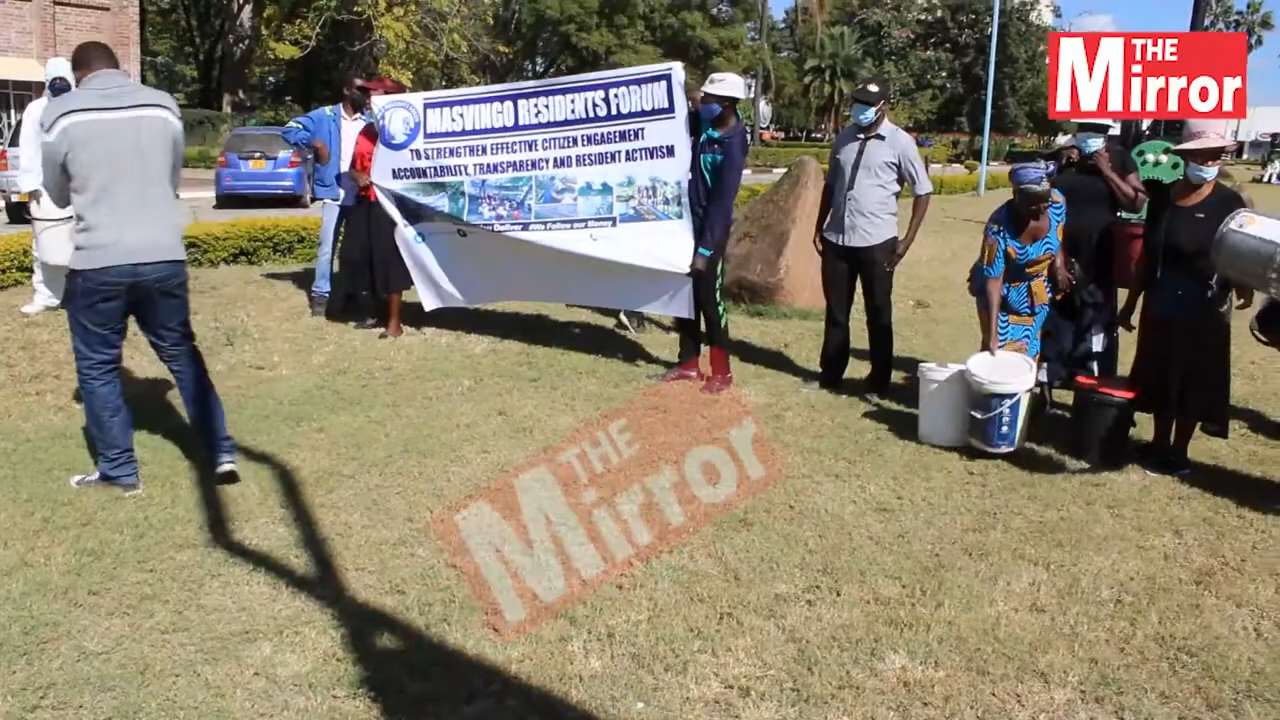 THE
Mirror
MASVINGO RESIDENTS FORUM
TO STRENGTHEN EFFECTIVE CITIZEN ENGAGEMENT
ACCOUNTABILITY, TRANSPARENCY AND RESIDENT ACTIVISM
Deliver #We Follow our Money
THE
Mirror